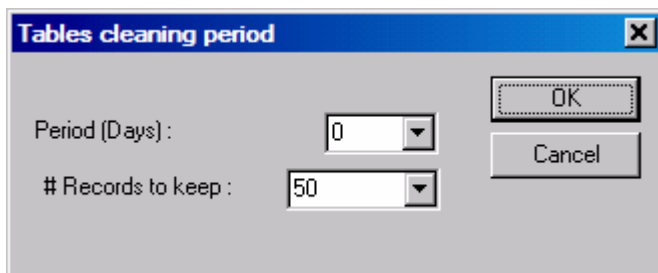 Tables cleaning period
OK
Period (Days) : 0
Cancel
# Records to keep : 50